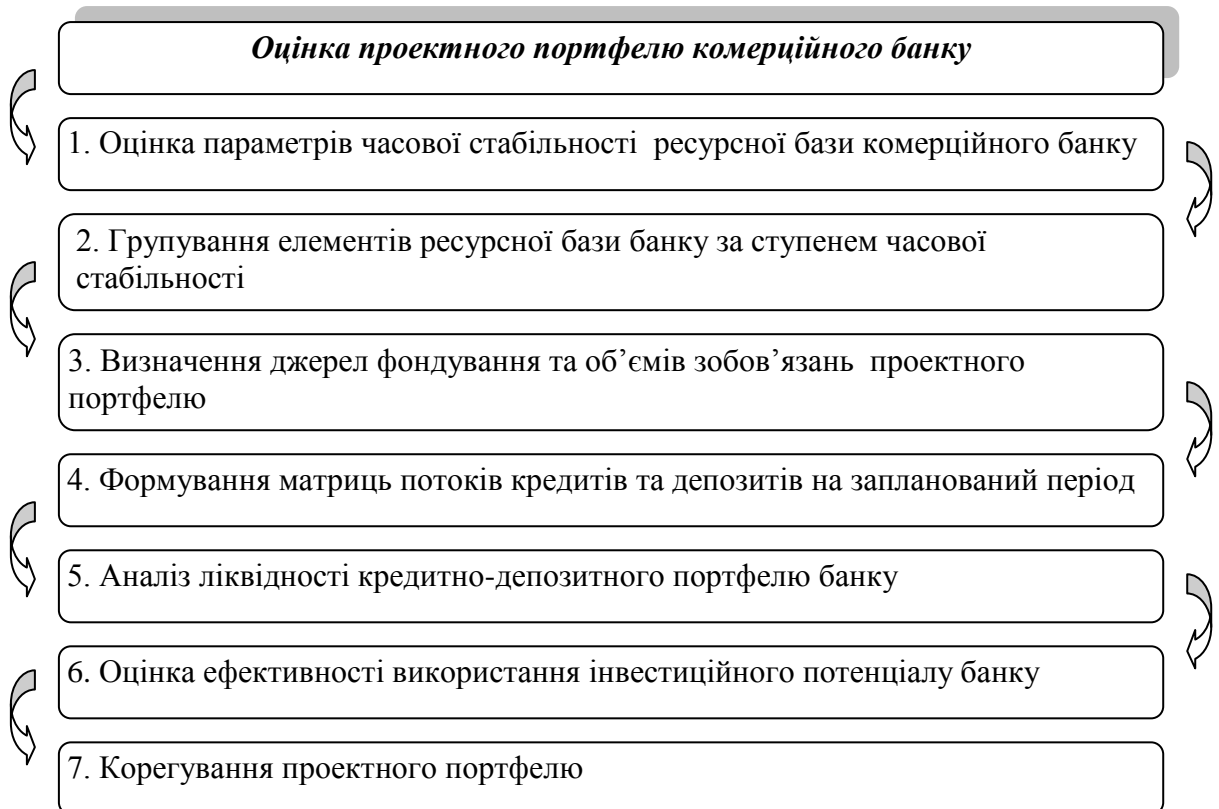 Оцінка проектного портфелю комерційного банку
1. Оцінка параметрів часової стабільності ресурсної бази комерційного банку
2. Групування елементів ресурсної бази банку за ступенем часової
стабільності
3. Визначення джерел фондування та об’ємів зобов’язань проектного
портфелю
4. Формування матриць потоків кредитів та депозитів на запланований період
5. Аналіз ліквідності кредитно-депозитного портфелю банку
6. Оцінка ефективності використання інвестиційного потенціалу банку
7. Корегування проектного портфелю